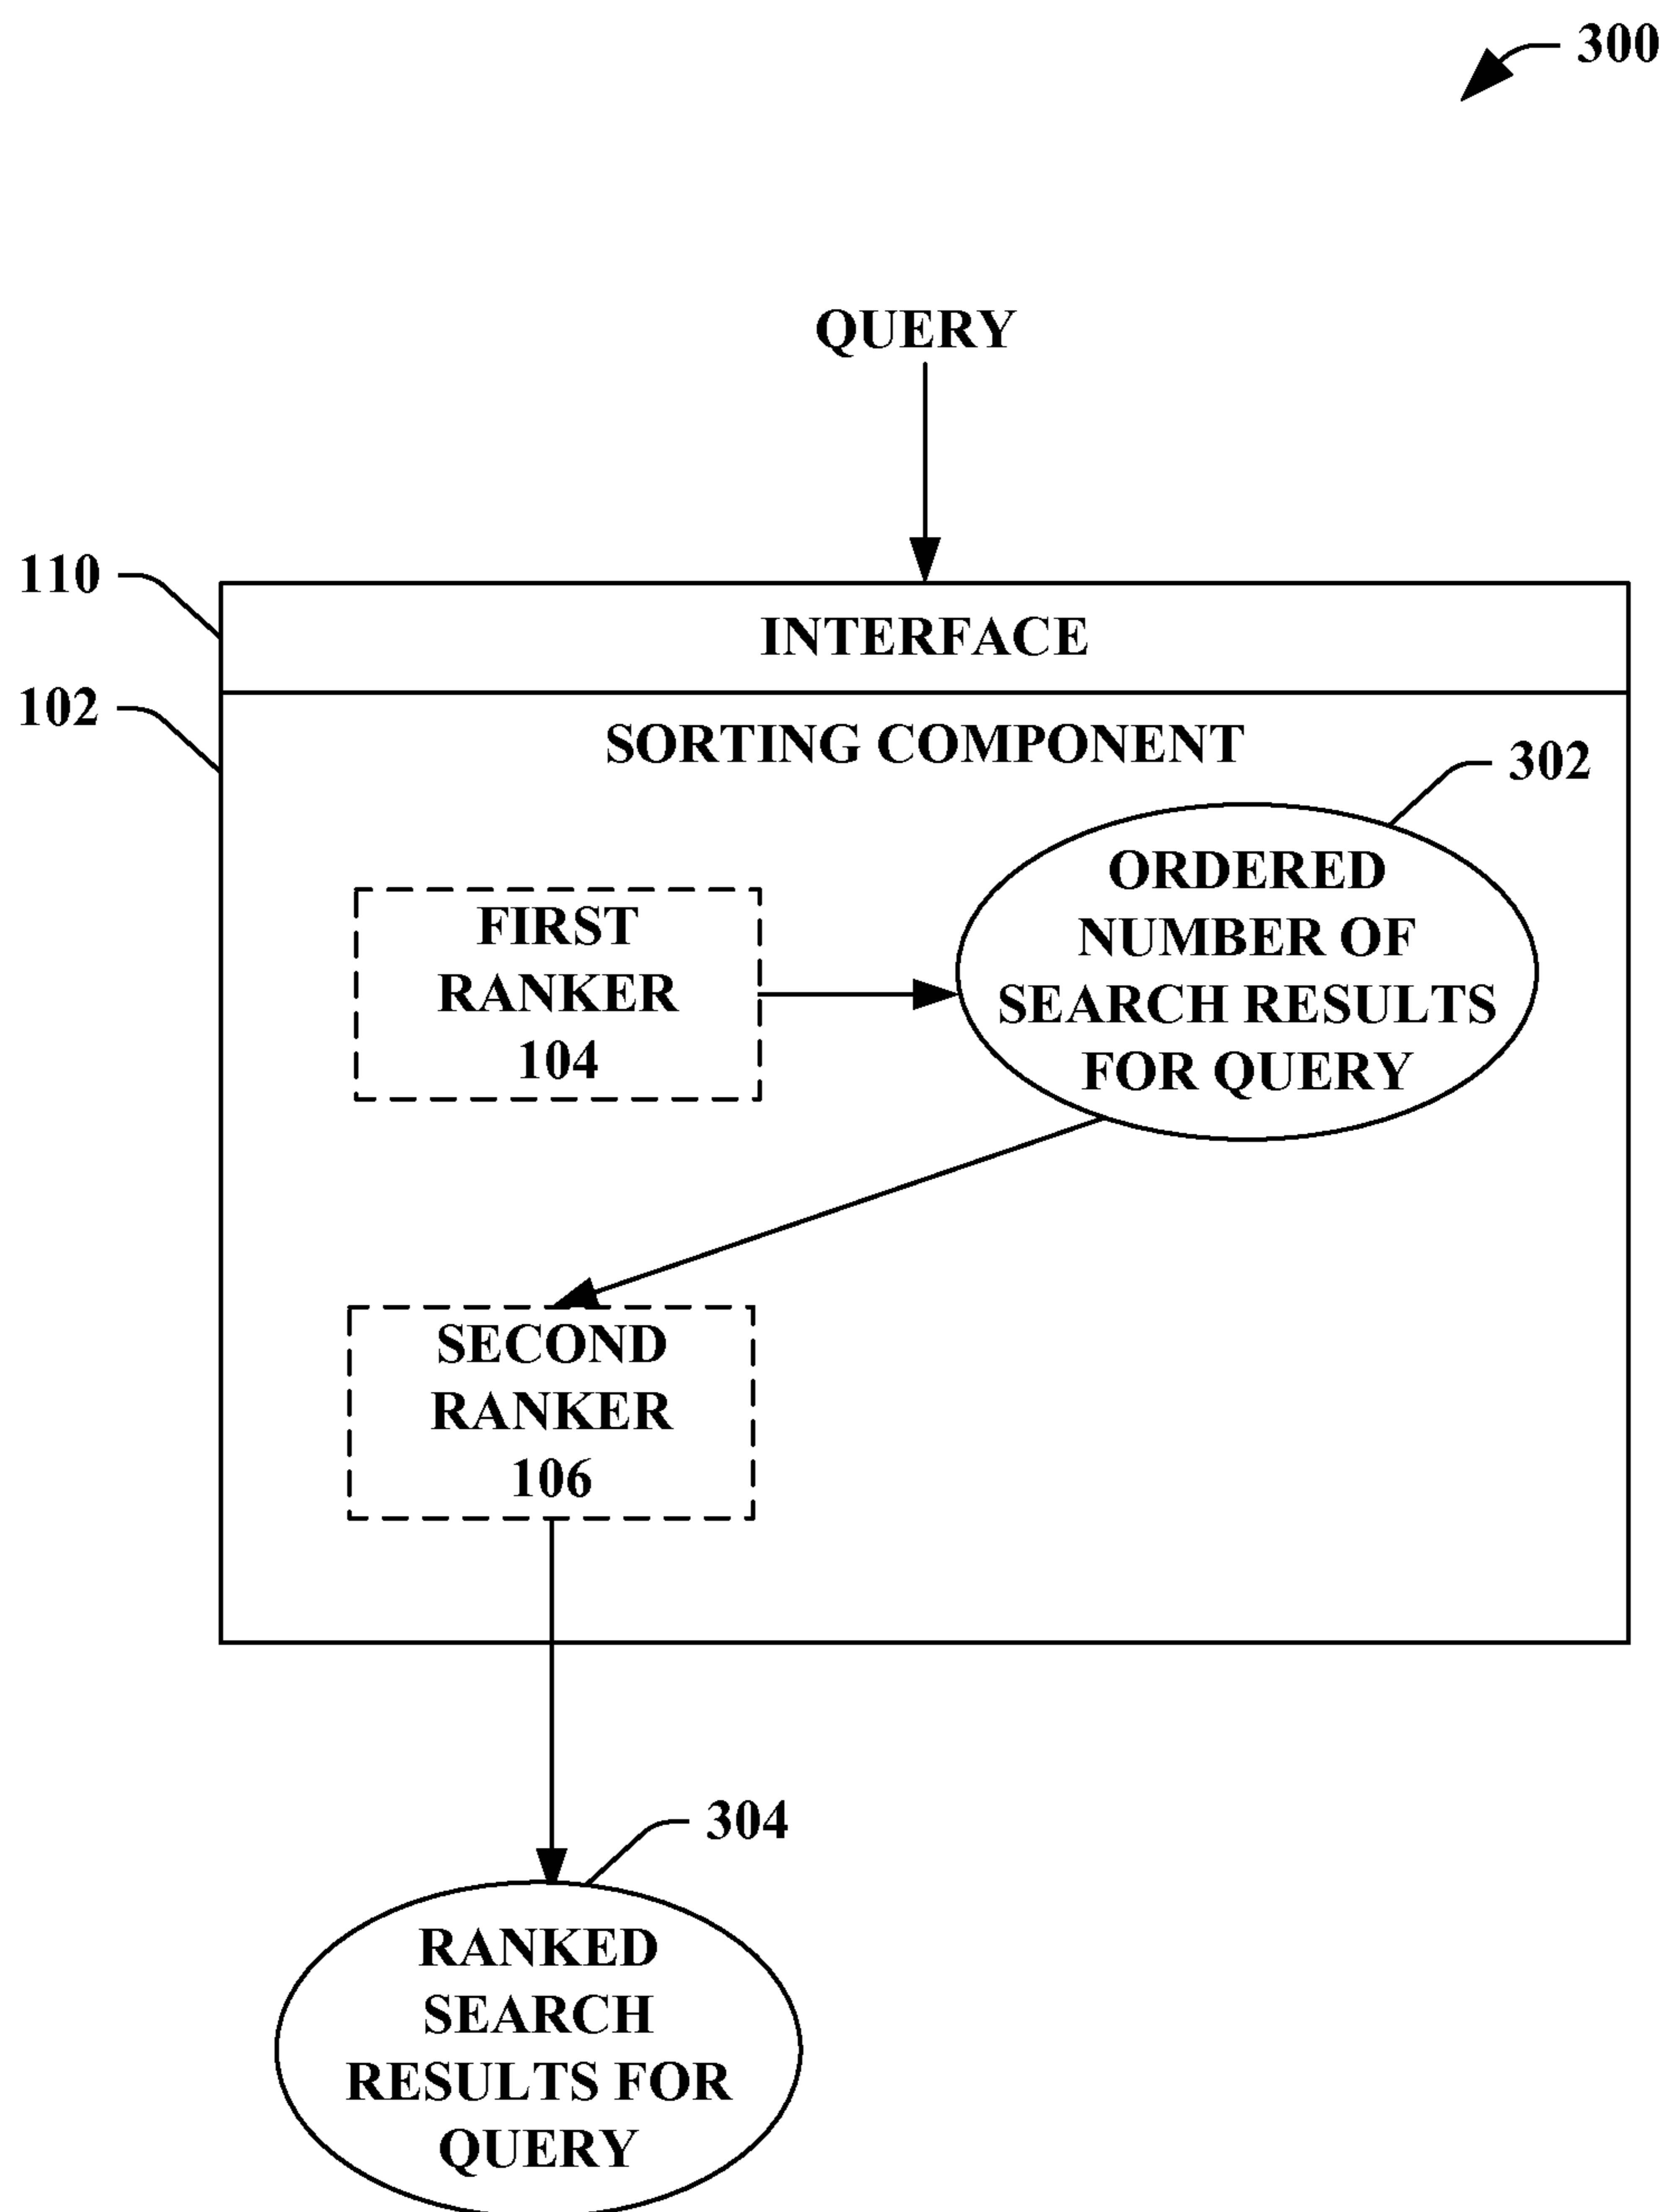 300
QUERY
110
INTERFACE
102
SORTING COMPONENT
302
ORDERED
NUMBER OF
SEARCH RESULTS
FOR QUERY
FIRST
RANKER
104
SECOND
RANKER
106
304
RANKED
SEARCH
RESULTS FOR
QUERY